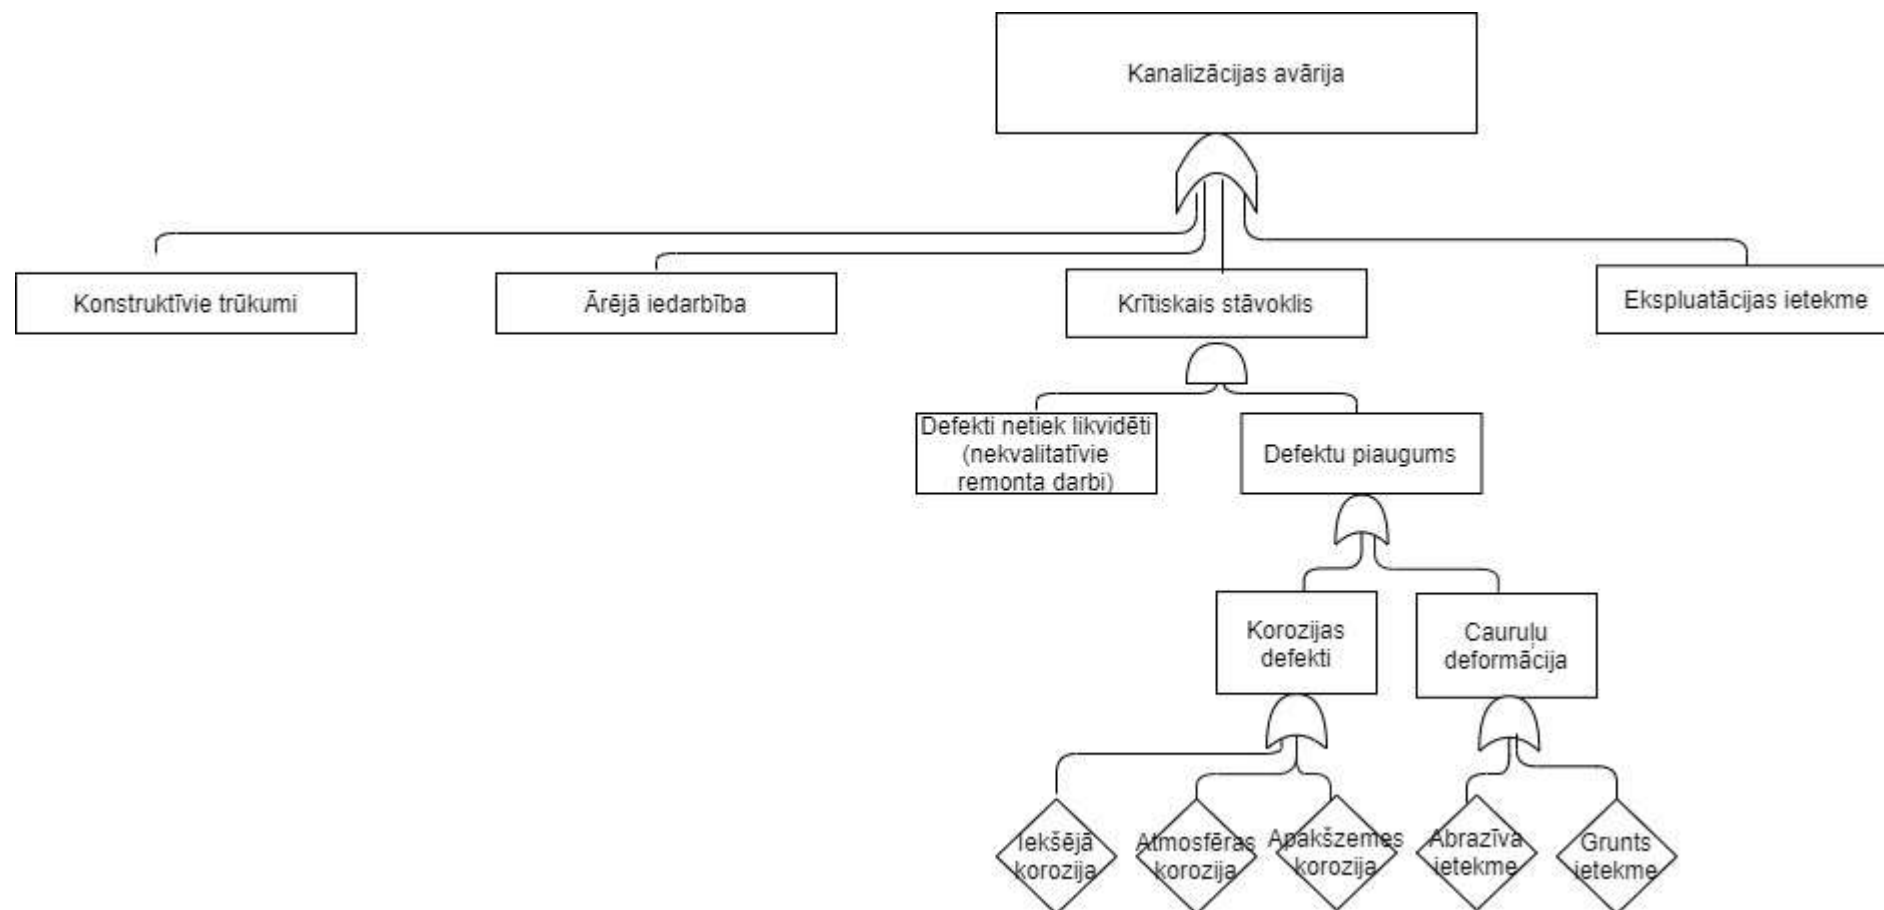 Kanalizācijas avārija
Konstruktīvie trūkumi
Ārējā iedarbība
Krītiskais stāvoklis
Ekspluatācijas ietekme
Defekti netiek likvidēti
(nekvalitatīvie
remonta darbi)
Defektu piaugums
Korozijas
defekti
Cauruļu
deformācija
Iekšējā
korozija
Atmosfēras
korozija
Apakšzemes
korozija
Abrazīva
ietekme
Grunts
ietekme